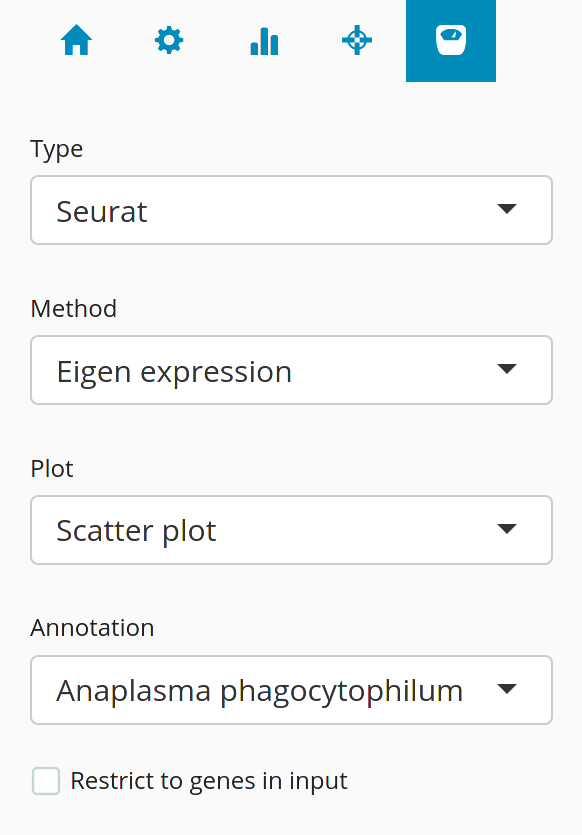 Type
Seurat
Method
Eigen expression
Plot
Scatter plot
Annotation
Anaplasma phagocytophilum
Restrict to genes in input